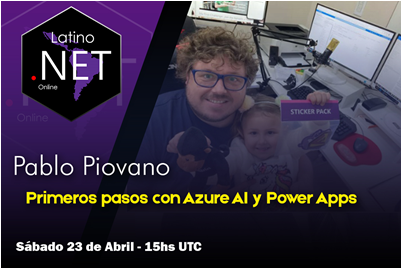 Latino
.NET
Online
Online
STICKER PACK
Pablo Piovano
Primeros pasos con Azure AI y Power Apps
Sábado 23 de Abril - 15hs UTC